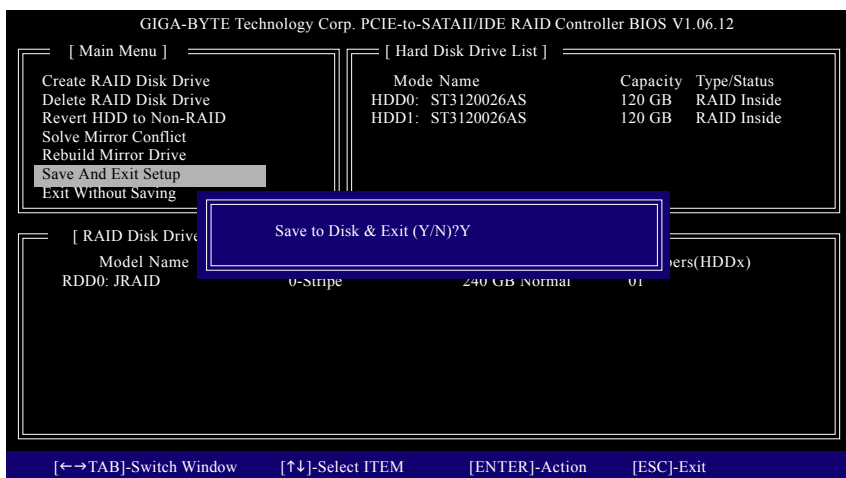 GIGA-BYTE Technology Corp. PCIE-to-SATAII/IDE RAID Controller BIOS V1.06.12
[ Main Menu ]
Create RAID Disk Drive
Delete RAID Disk Drive
Revert HDD to Non-RAID
Solve Mirror Conflict
Rebuild Mirror Drive
Save And Exit Setup
Exit Without Saving
[ Hard Disk Drive List ]
Mode Name Capacity Type/Status
HDD0: ST3120026AS 120 GB RAID Inside
HDD1: ST3120026AS 120 GB RAID Inside
Save to Disk & Exit (Y/N)?Y
[ RAID Disk Drive
Model Name bers(HDDx)
RDD0: JRAID 0-Stripe 240 GB Normal 01
[←→TAB]-Switch Window [↑↓]-Select ITEM [ENTER]-Action [ESC]-Exit